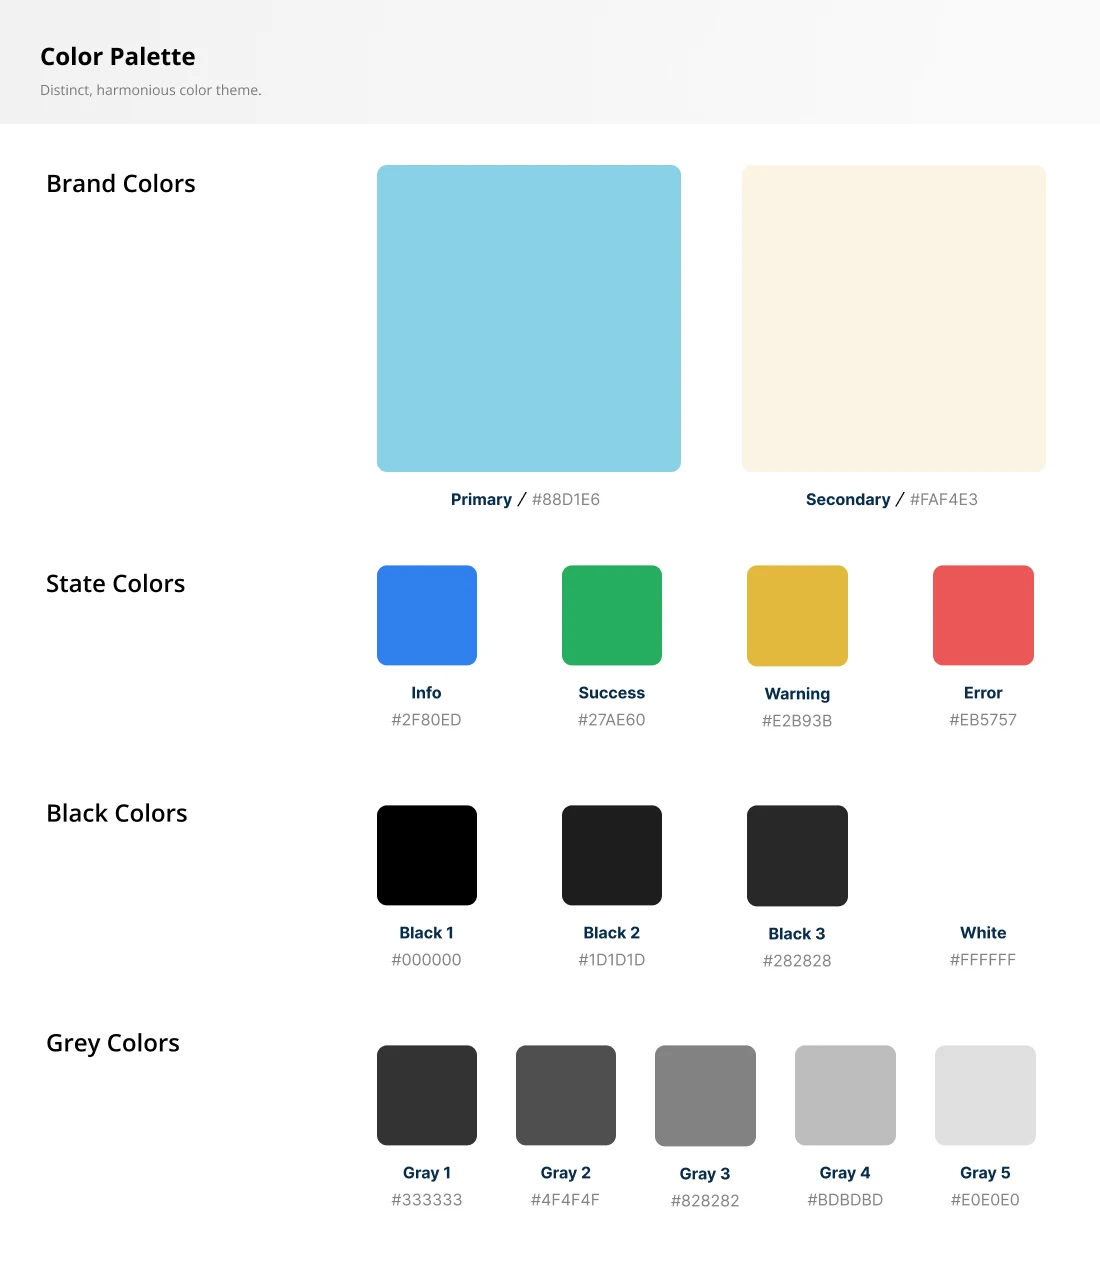 Color Palette
Distinct, harmonious color theme.
Brand Colors
Primary / #88D1E6
Secondary / #FAF4E3
State Colors
Info
#2F80ED
Success
#27AE60
Warning
#E2B93B
Error
#EB5757
Black Colors
Black 1
#000000
Black 2
#1D1D1D
Black 3
#282828
White
#FFFFFF
Grey Colors
Gray 1
#333333
Gray 2
#4F4F4F
Gray 3
#828282
Gray 4
#BDBDBD
Gray 5
#E0E0E0